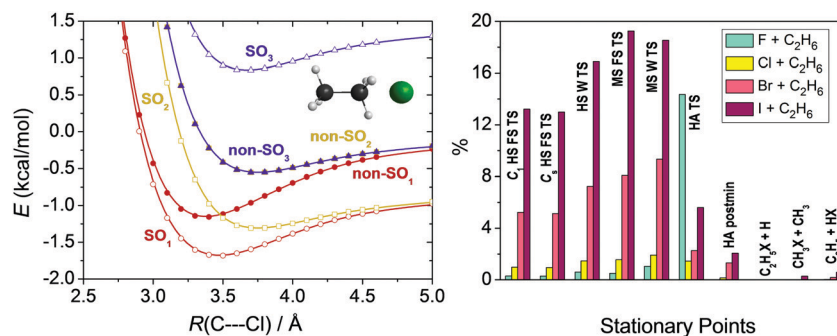 1.5
1.0
0.5
0.0
-0.5
-1.0
-1.5
-2.0
E (kcal/mol)
SO3
SO2
non-SO2
non-SO3
non-SO1
SO1
2.5 3.0 3.5 4.0 4.5 5.0
R(C---Cl) / Å
20
16
12
8
4
0
%
F + C2H6
Cl + C2H6
Br + C2H6
I + C2H6
C1 HS FS TS
Cs HS FS TS
HS W TS
MS FS TS
MS W TS
HA TS
HA postmin
C2H5X + H
CH3X + CH3
Stationary Points